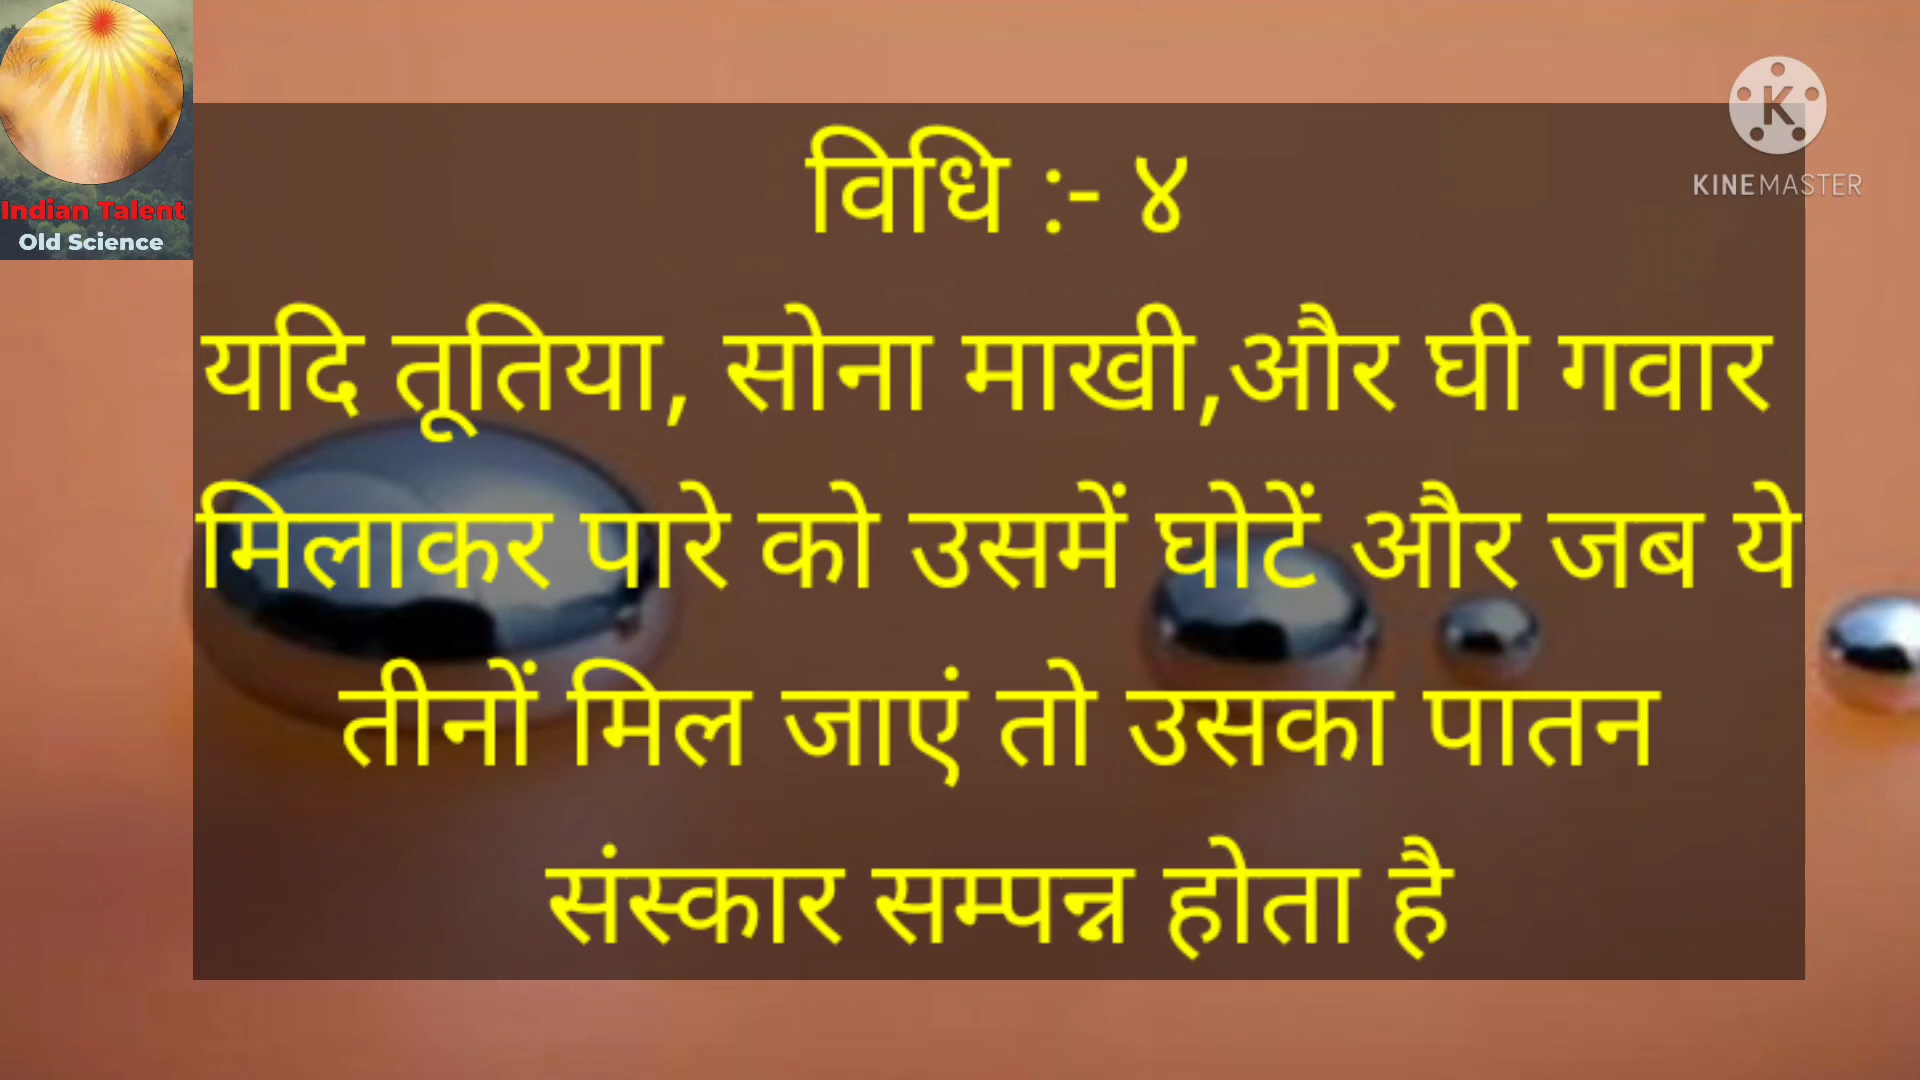 Indian Talent
Old Science
KINEMASTER
विधि :- ४
यदि तूतिया, सोना माखी,और घी गवार
मिलाकर पारे को उसमें घोटें और जब ये
तीनों मिल जाएं तो उसका पातन
संस्कार सम्पन्न होता है